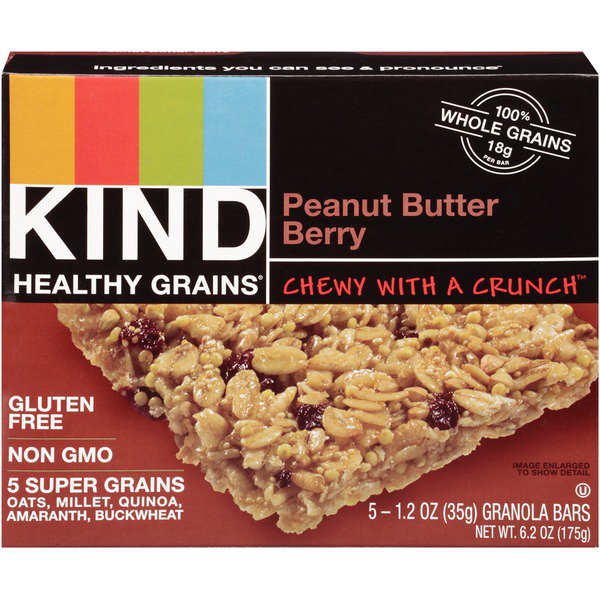 ingredients you can see & pronounce™
100%
WHOLE GRAINS
18g
PER BAR
KIND
HEALTHY GRAINS®
Peanut Butter
Berry
CHEWY WITH A CRUNCH™
GLUTEN
FREE
NON GMO
5 SUPER GRAINS
OATS, MILLET, QUINOA,
AMARANTH, BUCKWHEAT
IMAGE ENLARGED
TO SHOW DETAIL
U
5 – 1.2 OZ (35g) GRANOLA BARS
NET WT. 6.2 OZ (175g)